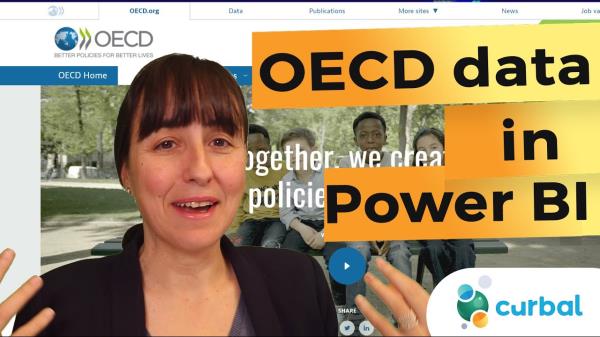 OECD.org
Data
Publications
More sites ▼
News
Job va
OECD
BETTER POLICIES FOR BETTER LIVES
OECD Home
OECD data
in
Power BI
ogether, we crea
policie
SHARE
curbal